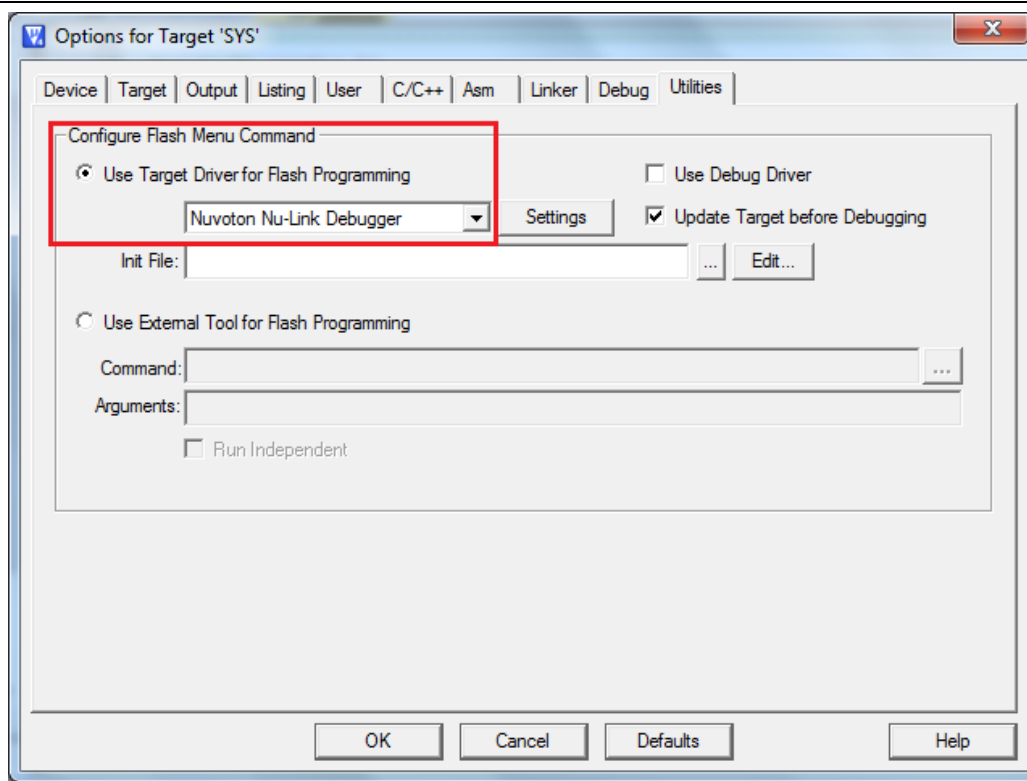 Options for Target 'SYS'
Device Target Output Listing User C/C++ Asm Linker Debug Utilities
Configure Flash Menu Command
Use Target Driver for Flash Programming Use Debug Driver
Nuvoton Nu-Link Debugger Settings Update Target before Debugging
Init File: ... Edit...
Use External Tool for Flash Programming
Command: ...
Arguments:
Run Independent
OK Cancel Defaults Help